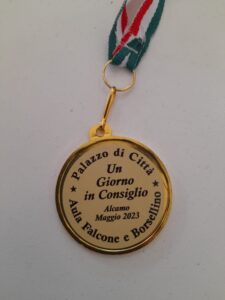 Palazzo di Città
Un
Giorno
in Consiglio
Alcamo
Maggio 2023
Aula Falcone e Borsellino